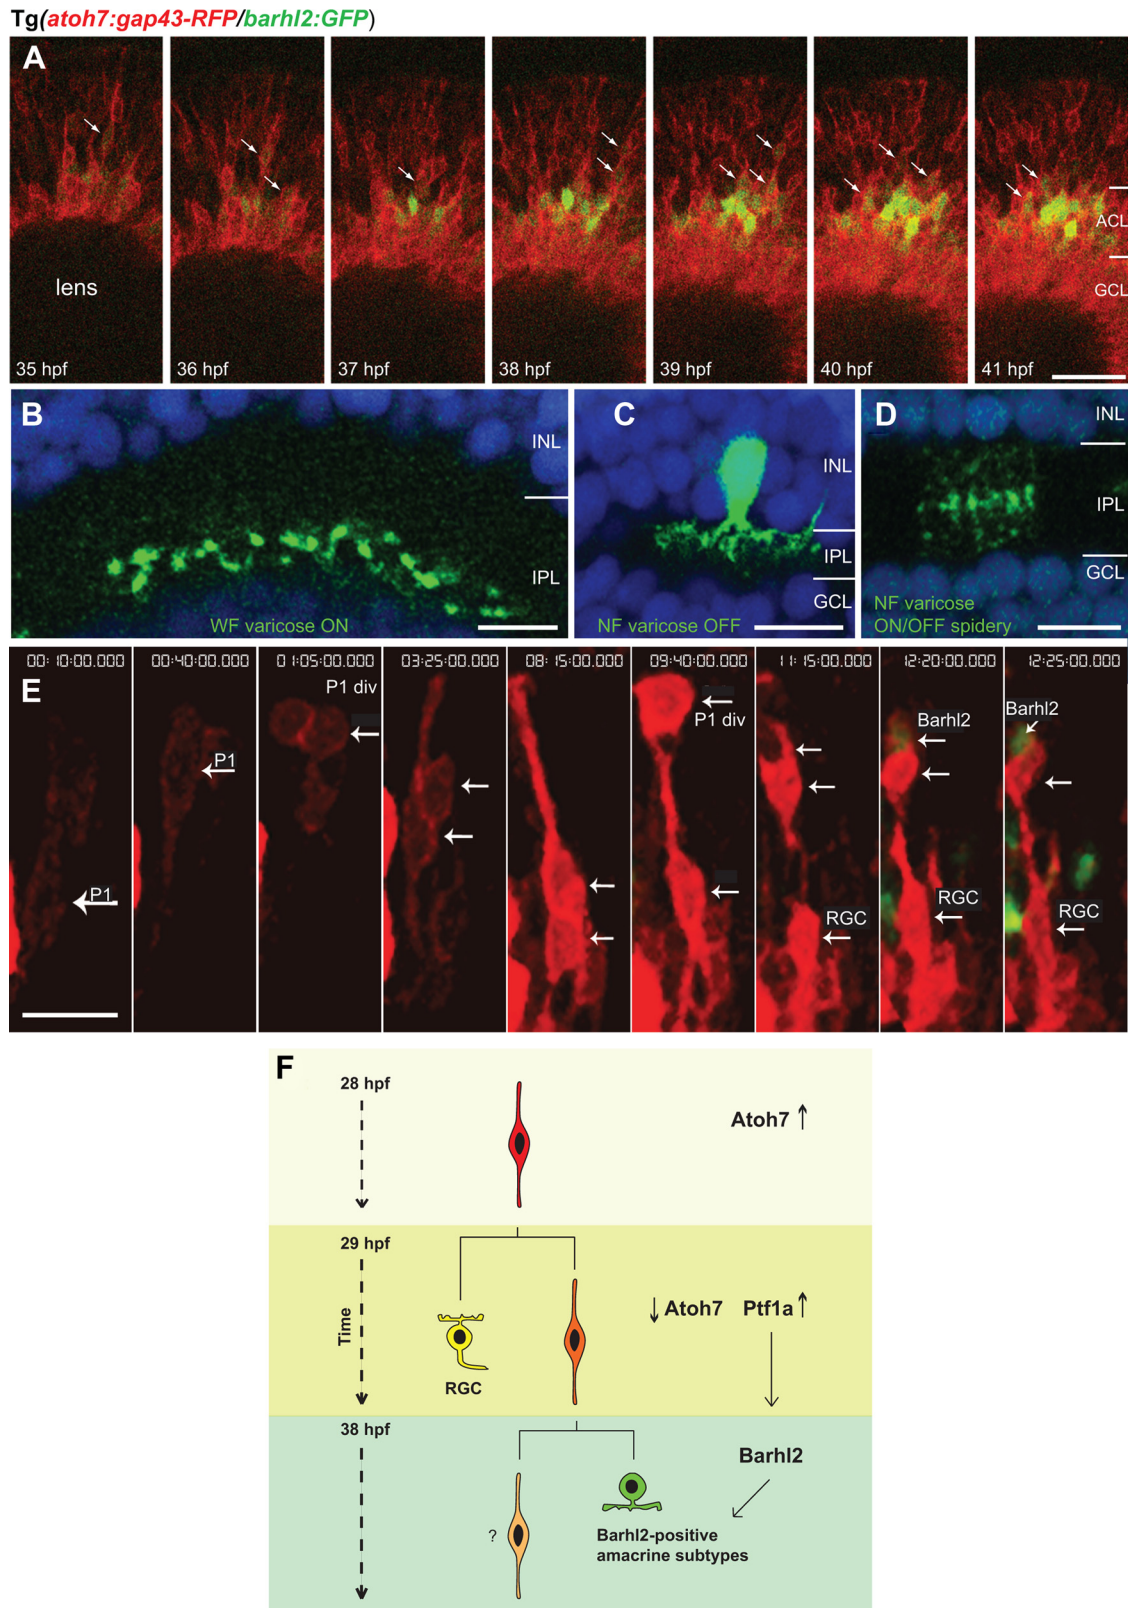 Tg(atoh7:gap43-RFP/barhl2:GFP)
A
lens
ACL
GCL
35 hpf
36 hpf
37 hpf
38 hpf
39 hpf
40 hpf
41 hpf
B
INL
IPL
WF varicose ON
C
INL
IPL
GCL
NF varicose OFF
D
INL
IPL
GCL
NF varicose
ON/OFF spidery
E
00:10:00.000
00:40:00.000
01:05:00.000
03:25:00.000
08:15:00.000
09:40:00.000
11:15:00.000
12:20:00.000
12:25:00.000
P1
P1
P1 div
P1 div
RGC
Barhl2
RGC
Barhl2
RGC
F
28 hpf
Atoh7 ↑
29 hpf
Time
↓ Atoh7 Ptf1a ↑
RGC
38 hpf
Barhl2
?
Barhl2-positive
amacrine subtypes